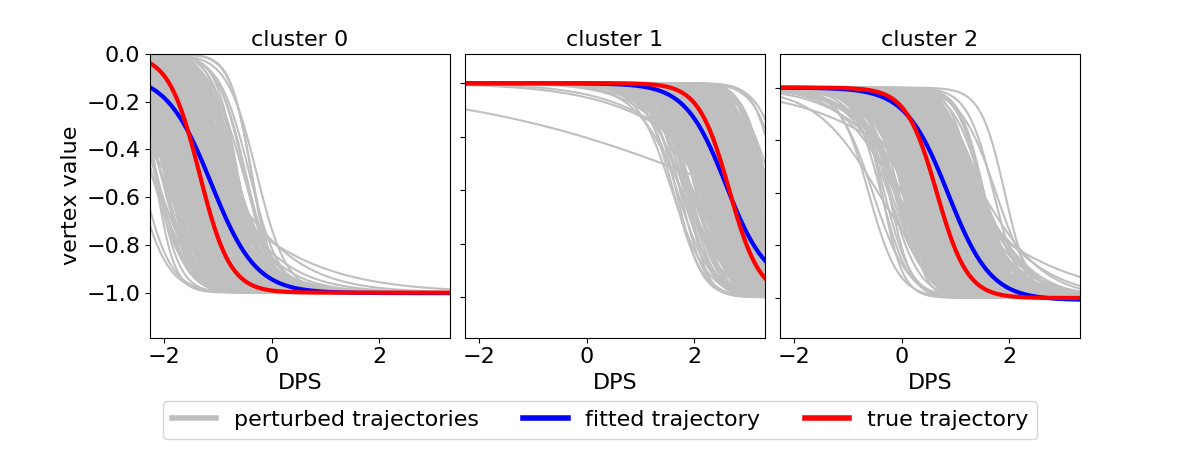 cluster 0 cluster 1 cluster 2
0.0
−0.2
−0.4
−0.6
−0.8
−1.0
vertex value
−2 0 2 −2 0 2 −2 0 2
DPS DPS DPS
perturbed trajectories fitted trajectory true trajectory